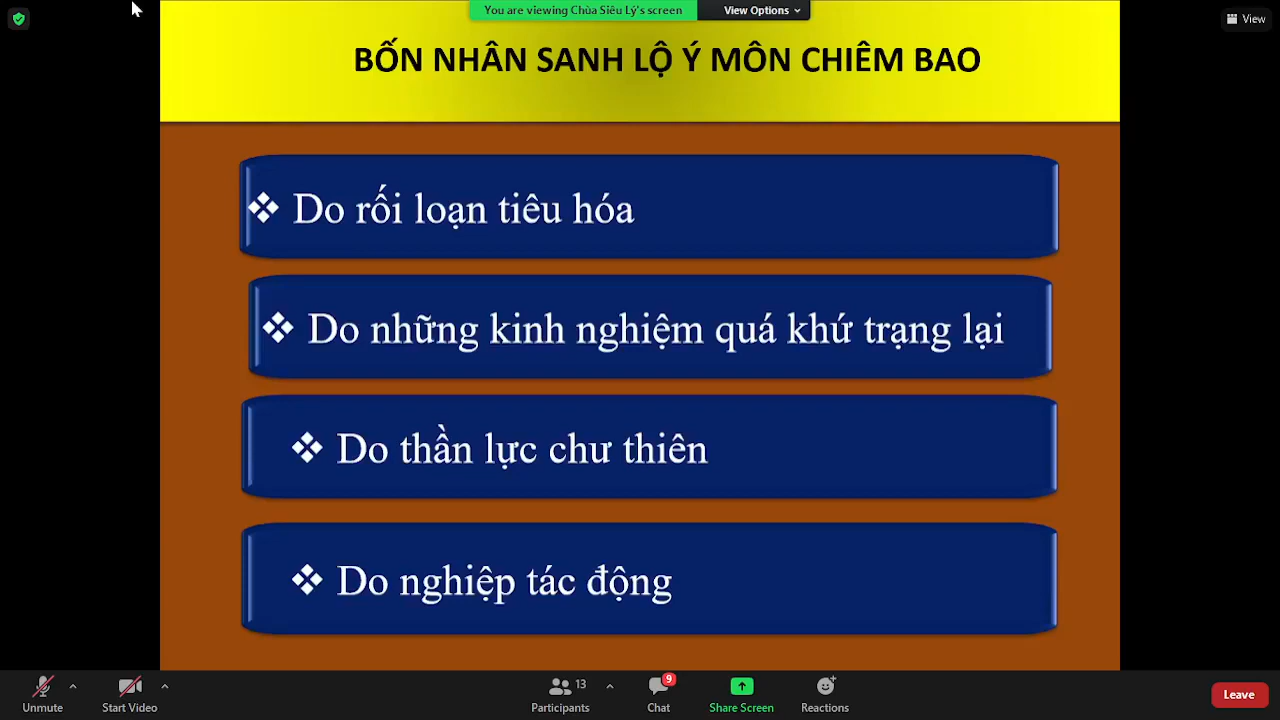 You are viewing Chùa Siêu Lý's screen
View Options
View
BỐN NHÂN SANH LỘ Ý MÔN CHIÊM BAO
❖ Do rối loạn tiêu hóa
❖ Do những kinh nghiệm quá khứ trạng lại
❖ Do thần lực chư thiên
❖ Do nghiệp tác động
Unmute
Start Video
13
Participants
9
Chat
Share Screen
Reactions
Leave